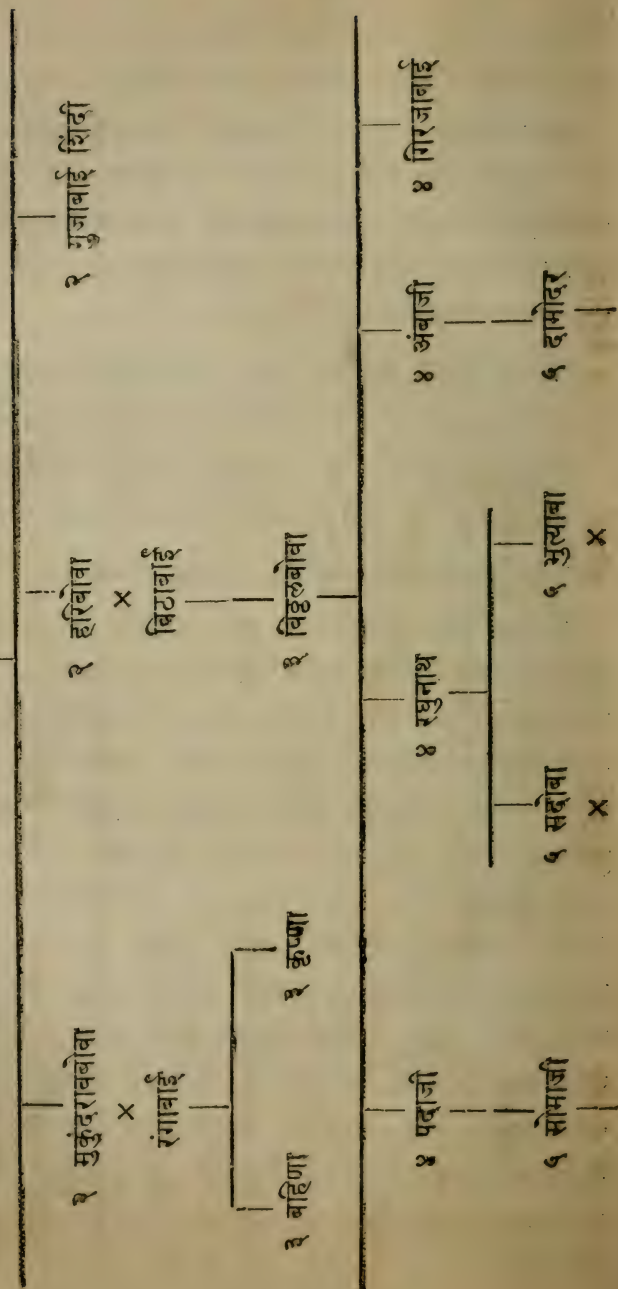 २ मुकुंदरावबोवा
×
रंगाबाई
२ हरिबोवा
×
विठाबाई
२ गुजाबाई शिंदी
३ बहिणा
३ कृष्णा
३ विठ्ठलबोवा
४ पदाजी
४ रघुनाथ
४ अंबाजी
४ गिरजाबाई
५ सोमाजी
५ सदोबा
×
५ भुत्याबा
×
५ दामोदर